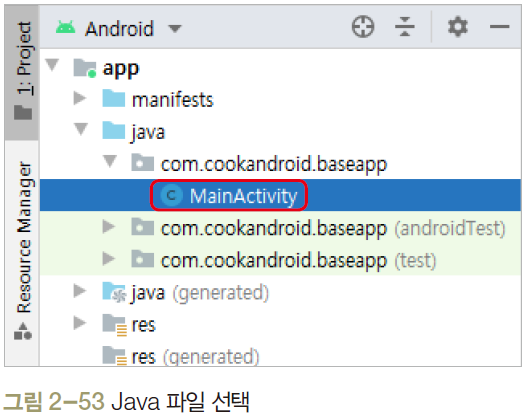 1: Project
Resource Manager
Android
app
manifests
java
com.cookandroid.baseapp
C MainActivity
com.cookandroid.baseapp (androidTest)
com.cookandroid.baseapp (test)
java (generated)
res
res (generated)
그림 2-53 Java 파일 선택